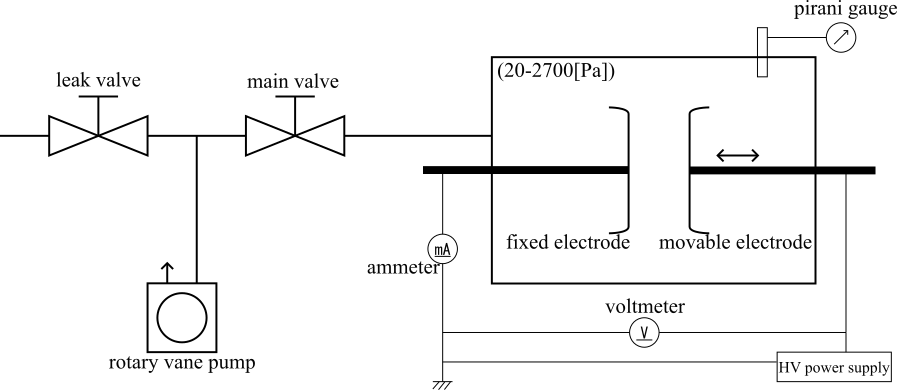 pirani gauge
leak valve
main valve
(20-2700[Pa])
fixed electrode
movable electrode
mA
ammeter
voltmeter
V
rotary vane pump
HV power supply